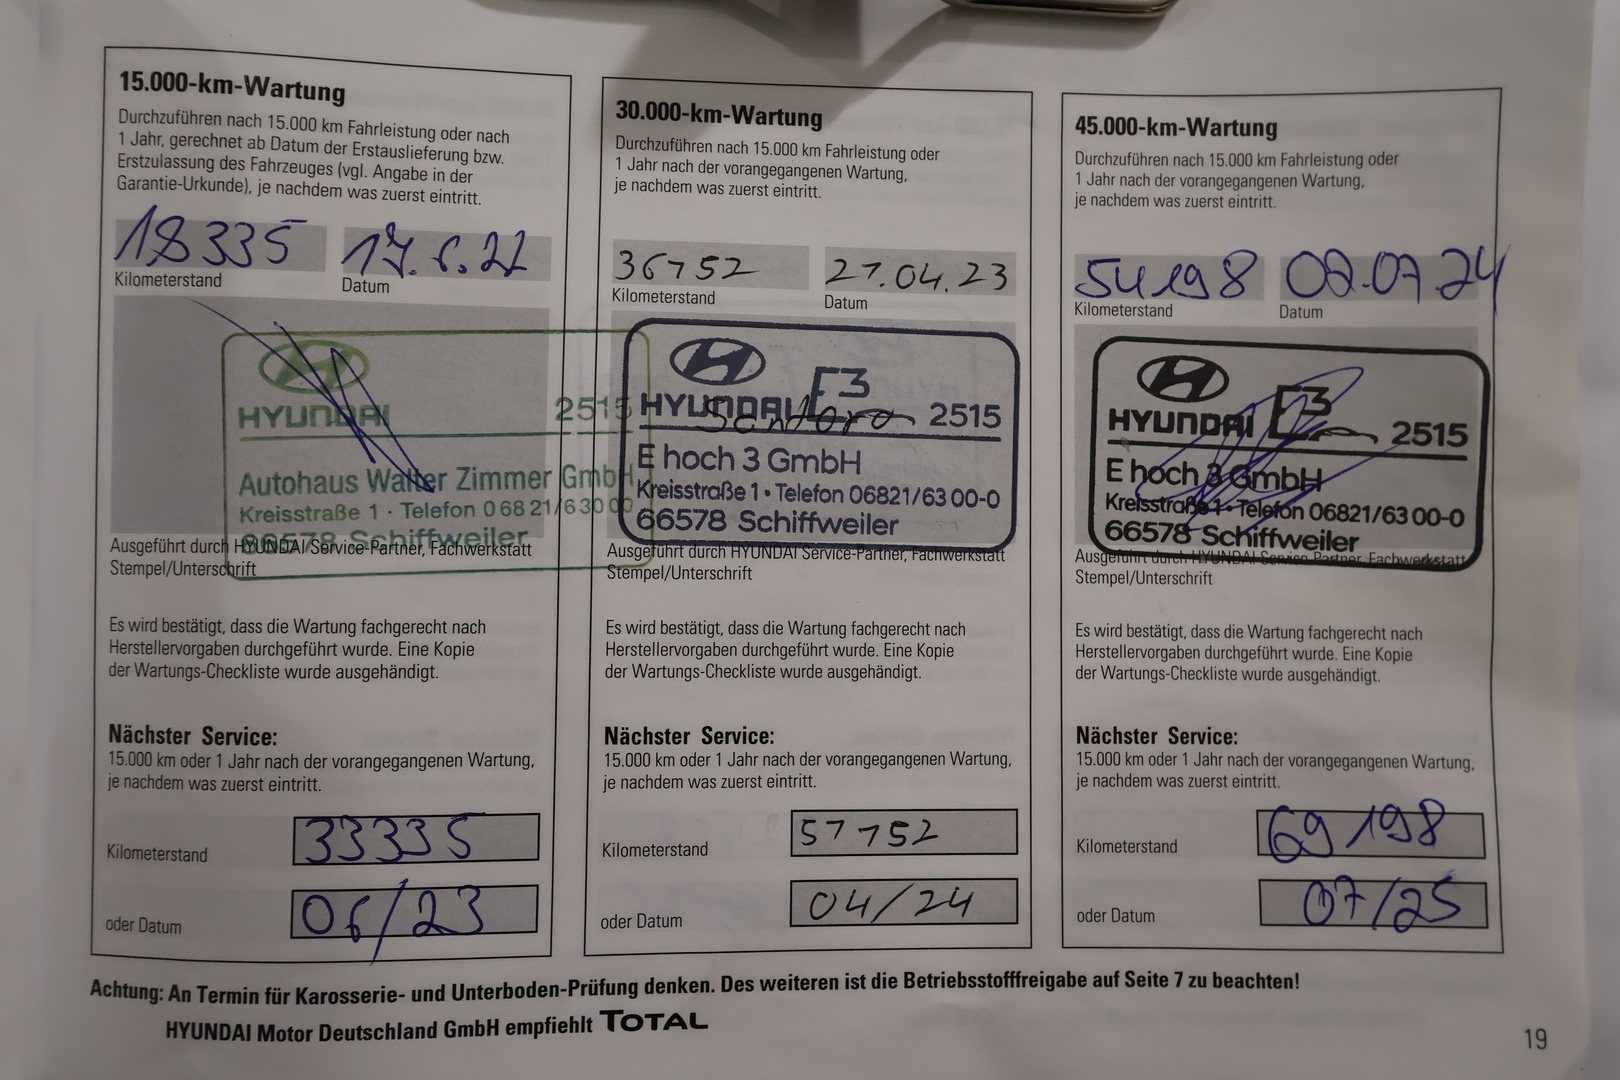 15.000-km-Wartung
Durchzuführen nach 15.000 km Fahrleistung oder nach
1 Jahr, gerechnet ab Datum der Erstauslieferung bzw.
Erstzulassung des Fahrzeuges (vgl. Angabe in der
Garantie-Urkunde), je nachdem was zuerst eintritt.
18335 17.6.22
Kilometerstand Datum
HYUNDAI 2515
Autohaus Walter Zimmer GmbH
Kreisstraße 1 · Telefon 0 68 21/6 30 00
66578 Schiffweiler
Ausgeführt durch HYUNDAI Service-Partner, Fachwerkstatt
Stempel/Unterschrift
Es wird bestätigt, dass die Wartung fachgerecht nach
Herstellervorgaben durchgeführt wurde. Eine Kopie
der Wartungs-Checkliste wurde ausgehändigt.
Nächster Service:
15.000 km oder 1 Jahr nach der vorangegangenen Wartung,
je nachdem was zuerst eintritt.
Kilometerstand 33335
oder Datum 06/23
30.000-km-Wartung
Durchzuführen nach 15.000 km Fahrleistung oder
1 Jahr nach der vorangegangenen Wartung,
je nachdem was zuerst eintritt.
36752 27.04.23
Kilometerstand Datum
HYUNDAI E3 2515
E hoch 3 GmbH
Kreisstraße 1 • Telefon 06821/63 00-0
66578 Schiffweiler
Ausgeführt durch HYUNDAI Service-Partner, Fachwerkstatt
Stempel/Unterschrift
Es wird bestätigt, dass die Wartung fachgerecht nach
Herstellervorgaben durchgeführt wurde. Eine Kopie
der Wartungs-Checkliste wurde ausgehändigt.
Nächster Service:
15.000 km oder 1 Jahr nach der vorangegangenen Wartung,
je nachdem was zuerst eintritt.
Kilometerstand 51752
oder Datum 04/24
45.000-km-Wartung
Durchzuführen nach 15.000 km Fahrleistung oder
1 Jahr nach der vorangegangenen Wartung,
je nachdem was zuerst eintritt.
54198 02.07.24
Kilometerstand Datum
HYUNDAI E3 2515
E hoch 3 GmbH
Kreisstraße 1 • Telefon 06821/63 00-0
66578 Schiffweiler
Ausgeführt durch HYUNDAI Service-Partner, Fachwerkstatt
Stempel/Unterschrift
Es wird bestätigt, dass die Wartung fachgerecht nach
Herstellervorgaben durchgeführt wurde. Eine Kopie
der Wartungs-Checkliste wurde ausgehändigt.
Nächster Service:
15.000 km oder 1 Jahr nach der vorangegangenen Wartung,
je nachdem was zuerst eintritt.
Kilometerstand 69198
oder Datum 07/25
Achtung: An Termin für Karosserie- und Unterboden-Prüfung denken. Des weiteren ist die Betriebsstofffreigabe auf Seite 7 zu beachten!
HYUNDAI Motor Deutschland GmbH empfiehlt TOTAL
19